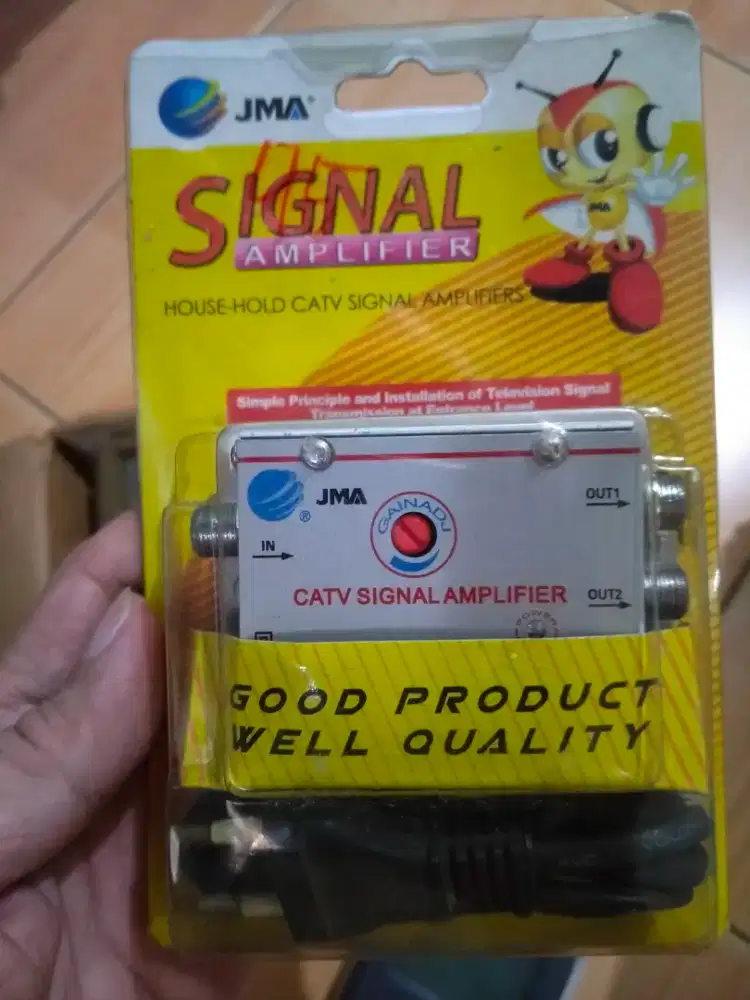 JMA
SIGNAL
AMPLIFIER
HOUSE-HOLD CATV SIGNAL AMPLIFIERS
JMA
Simple Principle and Installation of Television Signal
Transmission at Entrance Level
JMA
®
GAINADJ
OUT1
IN
CATV SIGNAL AMPLIFIER
OUT2
POWER
GOOD PRODUCT
WELL QUALITY